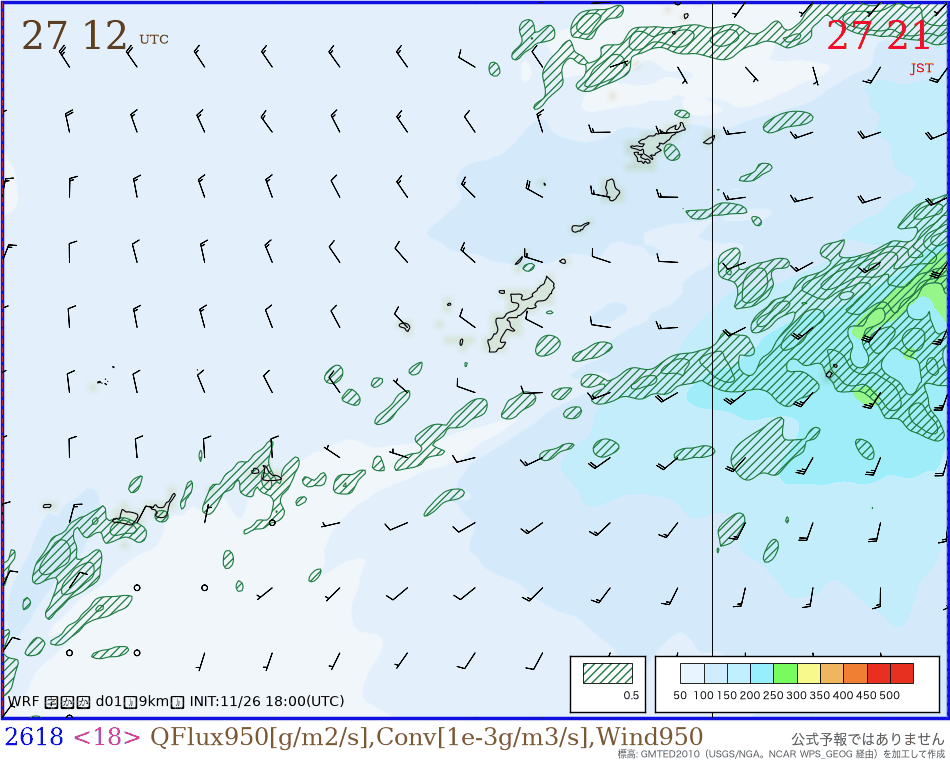 27 12 UTC
27 21
JST
0.5
50 100 150 200 250 300 350 400 450 500
WRF d01 9km INIT:11/26 18:00(UTC)
2618 <18> QFlux950[g/m2/s],Conv[1e-3g/m3/s],Wind950
公式予報ではありません
標高: GMTED2010（USGS/NGA。NCAR WPS_GEOG 経由）を加工して作成